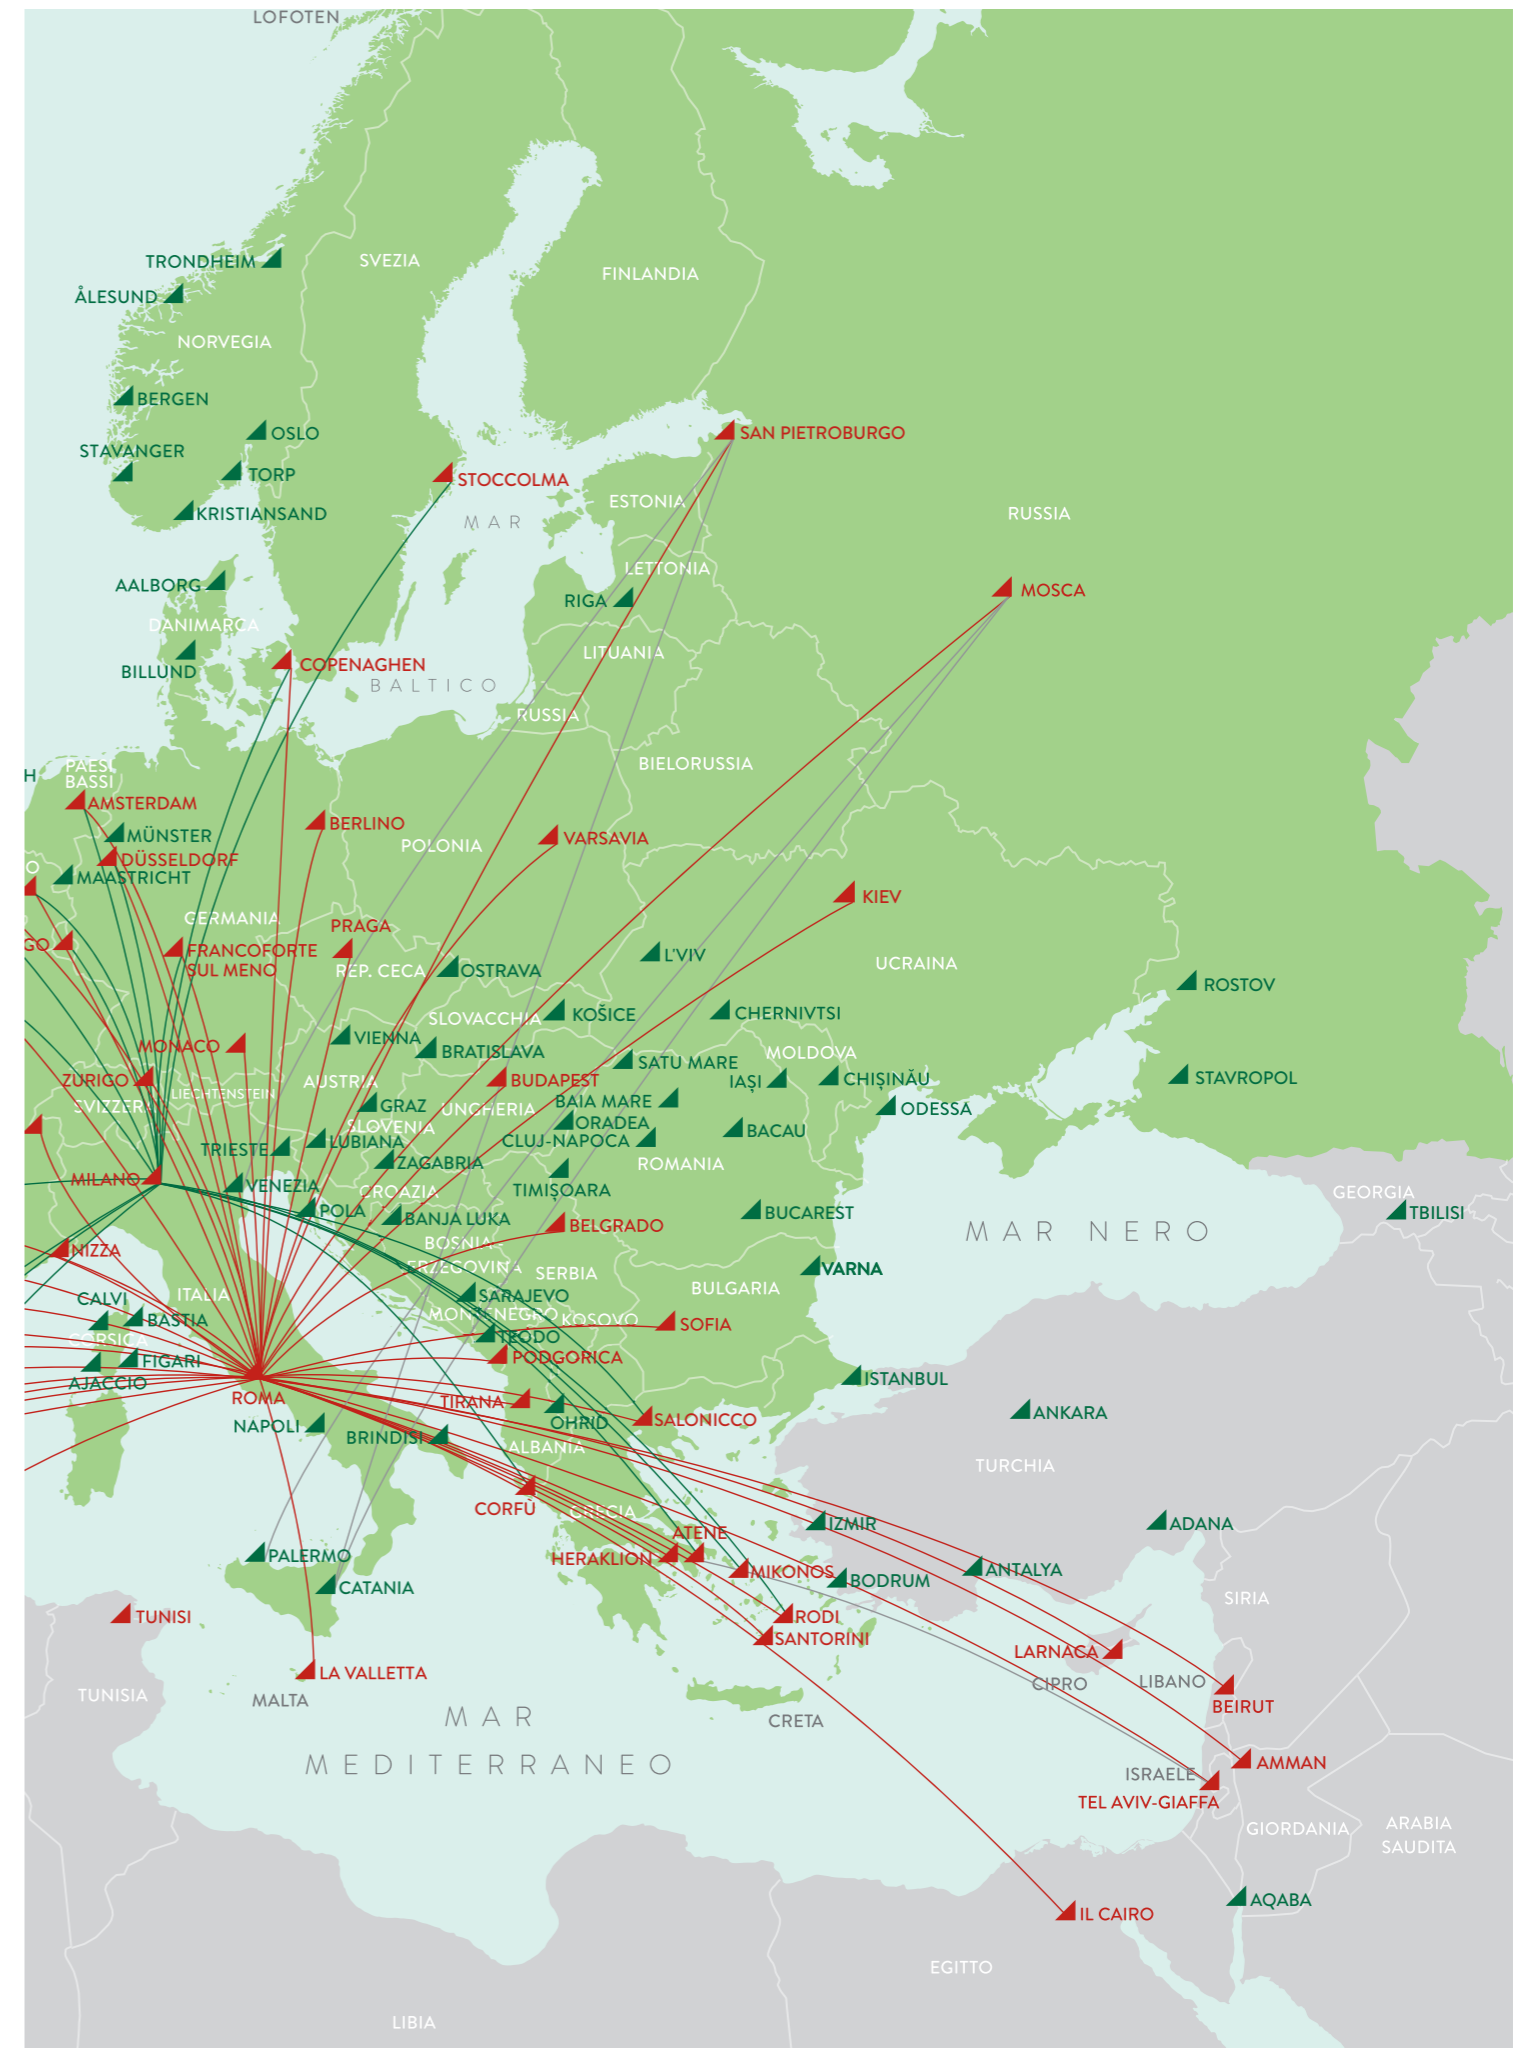 LOFOTEN
TRONDHEIM
SVEZIA
FINLANDIA
ÅLESUND
NORVEGIA
BERGEN
OSLO
SAN PIETROBURGO
STAVANGER
TORP
STOCCOLMA
ESTONIA
KRISTIANSAND
MAR
RUSSIA
LETTONIA
AALBORG
RIGA
MOSCA
DANIMARCA
LITUANIA
BILLUND
COPENAGHEN
BALTICO
RUSSIA
PAESI
BASSI
BIELORUSSIA
H
AMSTERDAM
BERLINO
MÜNSTER
VARSAVIA
POLONIA
DÜSSELDORF
O
MAASTRICHT
KIEV
GERMANIA
PRAGA
GO
FRANCOFORTE
SUL MENO
L'VIV
UCRAINA
REP. CECA
OSTRAVA
ROSTOV
SLOVACCHIA
KOŠICE
CHERNIVTSI
VIENNA
MONACO
BRATISLAVA
MOLDOVA
SATU MARE
ZURIGO
AUSTRIA
BUDAPEST
IAȘI
CHIȘINĂU
STAVROPOL
LIECHTENSTEIN
SVIZZERA
GRAZ
UNGHERIA
BAIA MARE
ODESSA
SLOVENIA
ORADEA
BACAU
TRIESTE
LUBIANA
CLUJ-NAPOCA
ZAGABRIA
ROMANIA
MILANO
VENEZIA
CROAZIA
TIMIȘOARA
GEORGIA
POLA
BANJA LUKA
BELGRADO
BUCAREST
TBILISI
MAR NERO
NIZZA
BOSNIA
ERZEGOVINA
SERBIA
VARNA
ITALIA
CALVI
SARAJEVO
BULGARIA
BASTIA
MONTENEGRO
KOSOVO
SOFIA
CORSICA
TEODO
FIGARI
PODGORICA
AJACCIO
ISTANBUL
ROMA
TIRANA
ANKARA
NAPOLI
OHRID
SALONICCO
BRINDISI
ALBANIA
TURCHIA
CORFÙ
GRECIA
IZMIR
ADANA
ATENE
PALERMO
HERAKLION
MIKONOS
BODRUM
ANTALYA
CATANIA
SIRIA
TUNISI
RODI
SANTORINI
LARNACA
LA VALLETTA
CIPRO
LIBANO
TUNISIA
MALTA
BEIRUT
MAR
CRETA
MEDITERRANEO
AMMAN
ISRAELE
TEL AVIV-GIAFFA
GIORDANIA
ARABIA
SAUDITA
AQABA
IL CAIRO
EGITTO
LIBIA